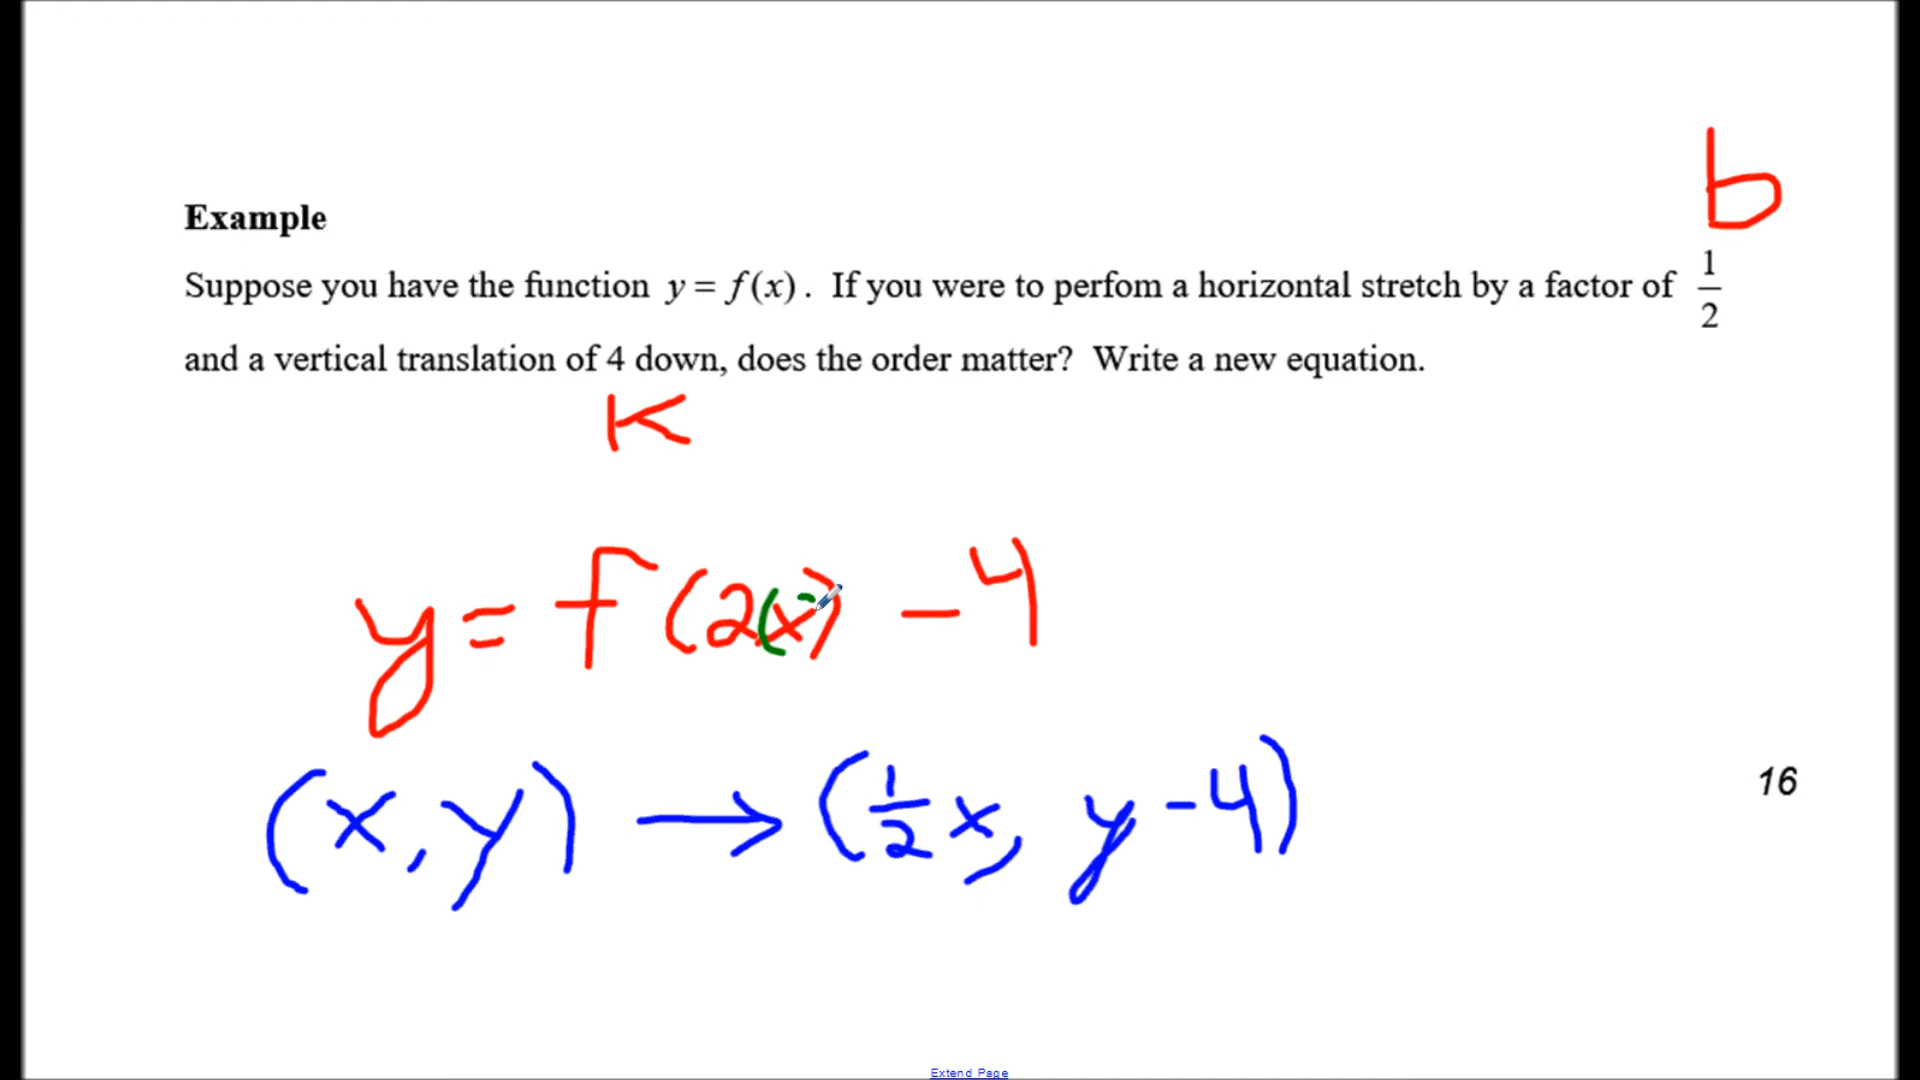 b
Example
Suppose you have the function y = f(x). If you were to perfom a horizontal stretch by a factor of 1/2
and a vertical translation of 4 down, does the order matter? Write a new equation.
K
y = f(2(x-) -4
(x, y) → (1/2 x, y-4)
16
Extend Page